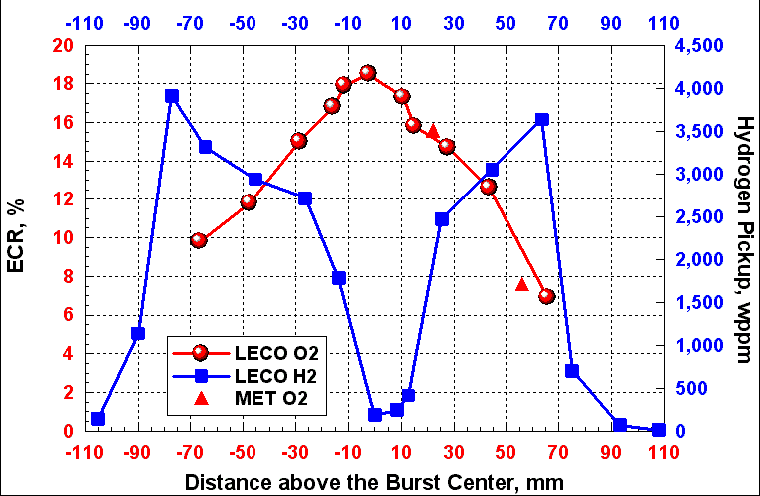 -110 -90 -70 -50 -30 -10 10 30 50 70 90 110
20 4,500
18 4,000
16 3,500
14 3,000
12 2,500
10 2,000
8 1,500
6 1,000
4 500
2 0
0
ECR, %
Hydrogen Pickup, wppm
LECO O2
LECO H2
MET O2
-110 -90 -70 -50 -30 -10 10 30 50 70 90 110
Distance above the Burst Center, mm